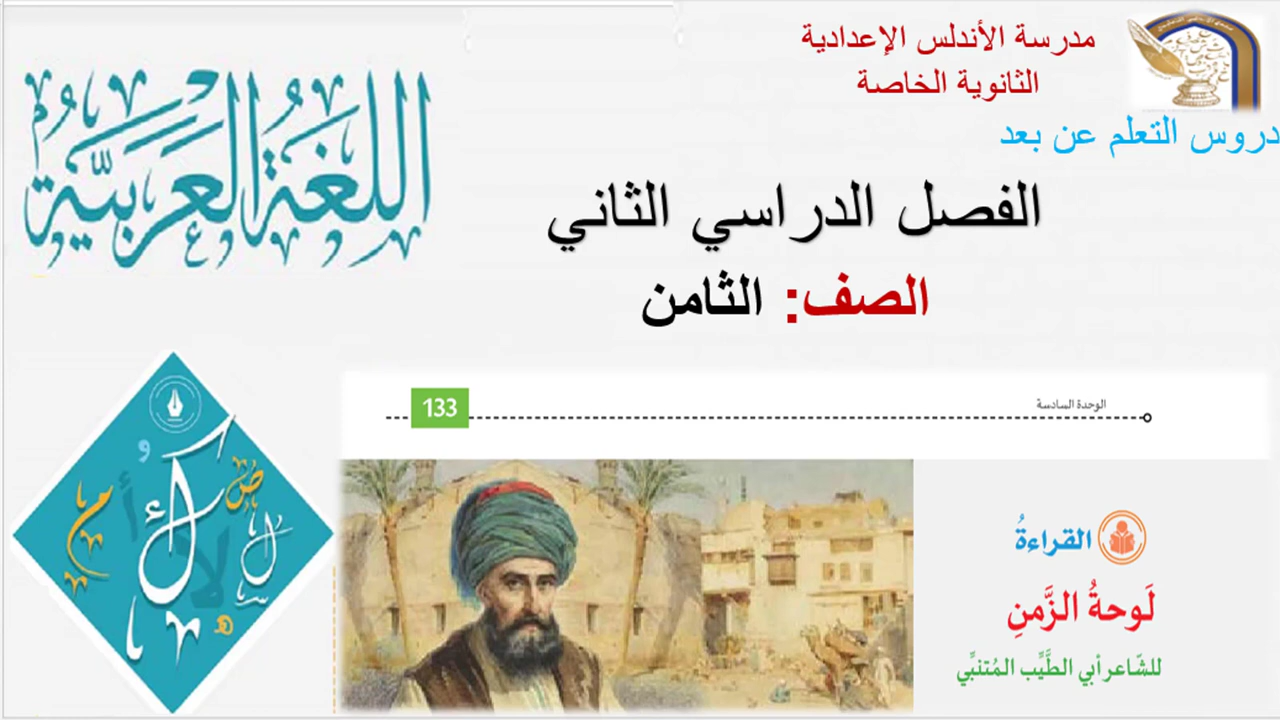 مدرسة الأندلس الإعدادية
الثانوية الخاصة
دروس التعلم عن بعد
اللغة العربيّة
الفصل الدراسي الثاني
الصف: الثامن
الوحدة السادسة
133
القراءةُ
لَوحةُ الزَّمنِ
للشّاعر أبي الطَّيِّب المُتنبِّي